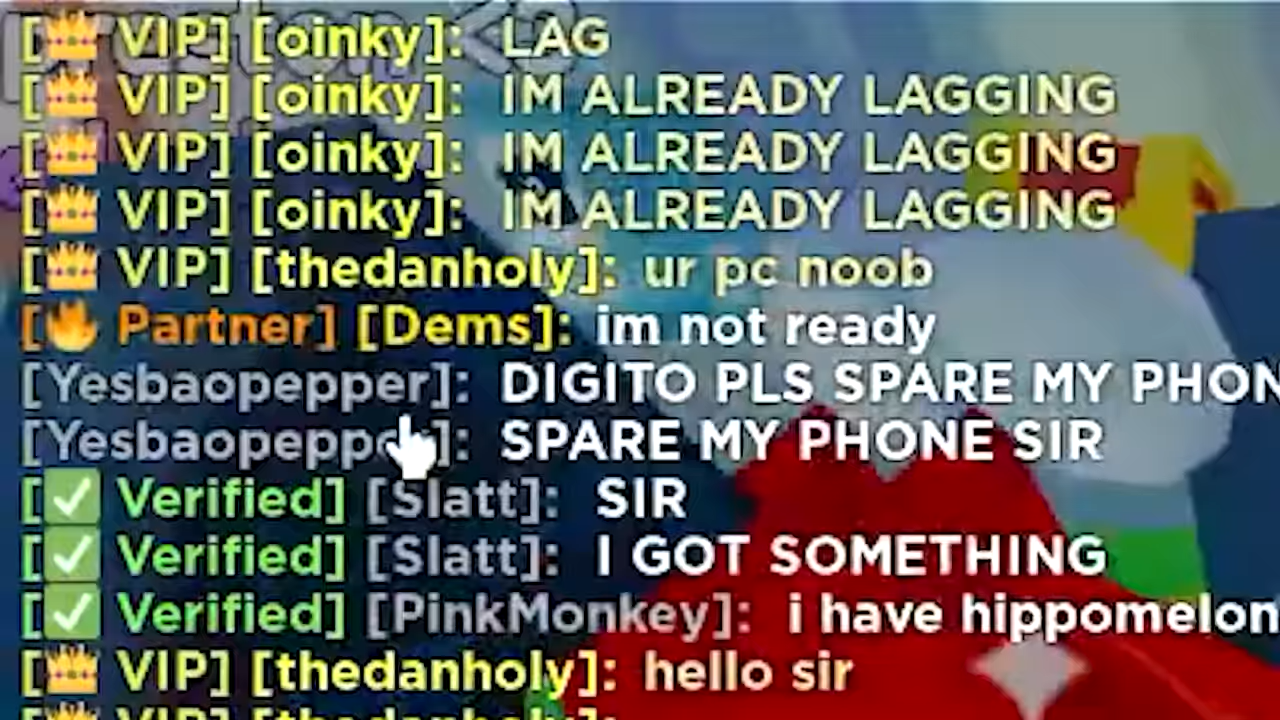 [👑 VIP] [oinky]: LAG
[👑 VIP] [oinky]: IM ALREADY LAGGING
[👑 VIP] [oinky]: IM ALREADY LAGGING
[👑 VIP] [oinky]: IM ALREADY LAGGING
[👑 VIP] [thedanholy]: ur pc noob
[🔥 Partner] [Dems]: im not ready
[Yesbaopepper]: DIGITO PLS SPARE MY PHON
[Yesbaopepper]: SPARE MY PHONE SIR
[✅ Verified] [Slatt]: SIR
[✅ Verified] [Slatt]: I GOT SOMETHING
[✅ Verified] [PinkMonkey]: i have hippomelon
[👑 VIP] [thedanholy]: hello sir
[👑 VIP] [thedanholy]: